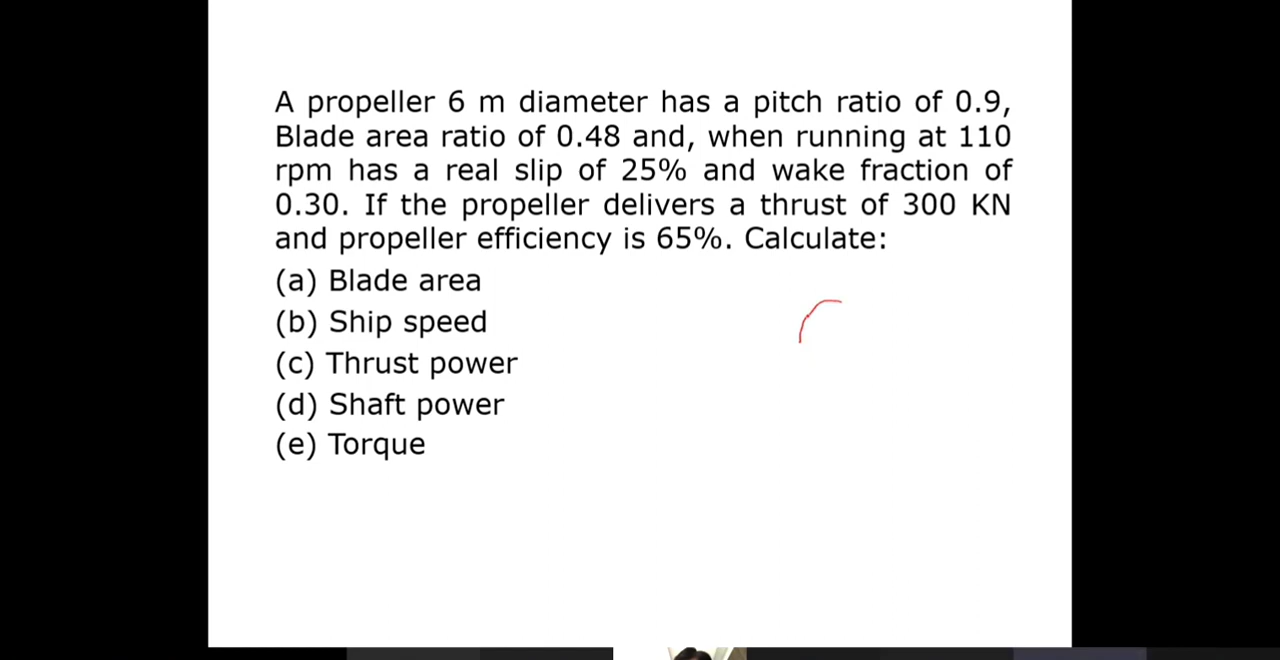 A propeller 6 m diameter has a pitch ratio of 0.9,
Blade area ratio of 0.48 and, when running at 110
rpm has a real slip of 25% and wake fraction of
0.30. If the propeller delivers a thrust of 300 KN
and propeller efficiency is 65%. Calculate:
(a) Blade area
(b) Ship speed
(c) Thrust power
(d) Shaft power
(e) Torque